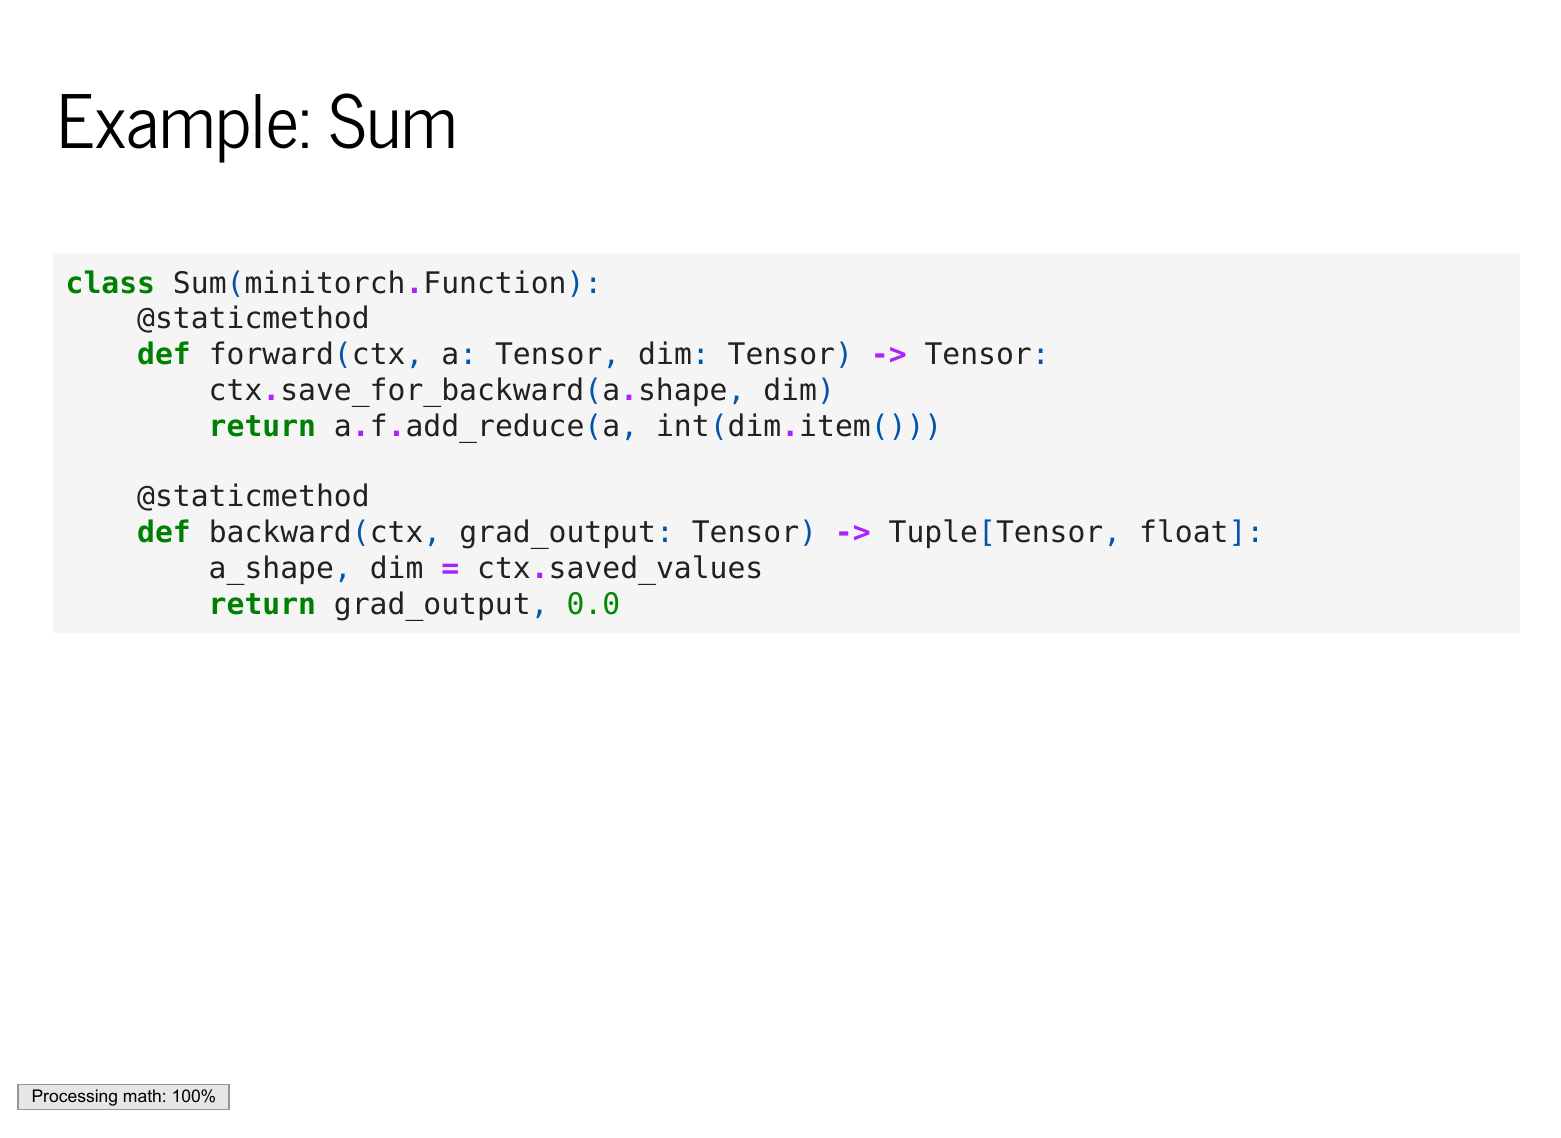 Example: Sum
class Sum(minitorch.Function):
    @staticmethod
    def forward(ctx, a: Tensor, dim: Tensor) -> Tensor:
        ctx.save_for_backward(a.shape, dim)
        return a.f.add_reduce(a, int(dim.item()))

    @staticmethod
    def backward(ctx, grad_output: Tensor) -> Tuple[Tensor, float]:
        a_shape, dim = ctx.saved_values
        return grad_output, 0.0
Processing math: 100%